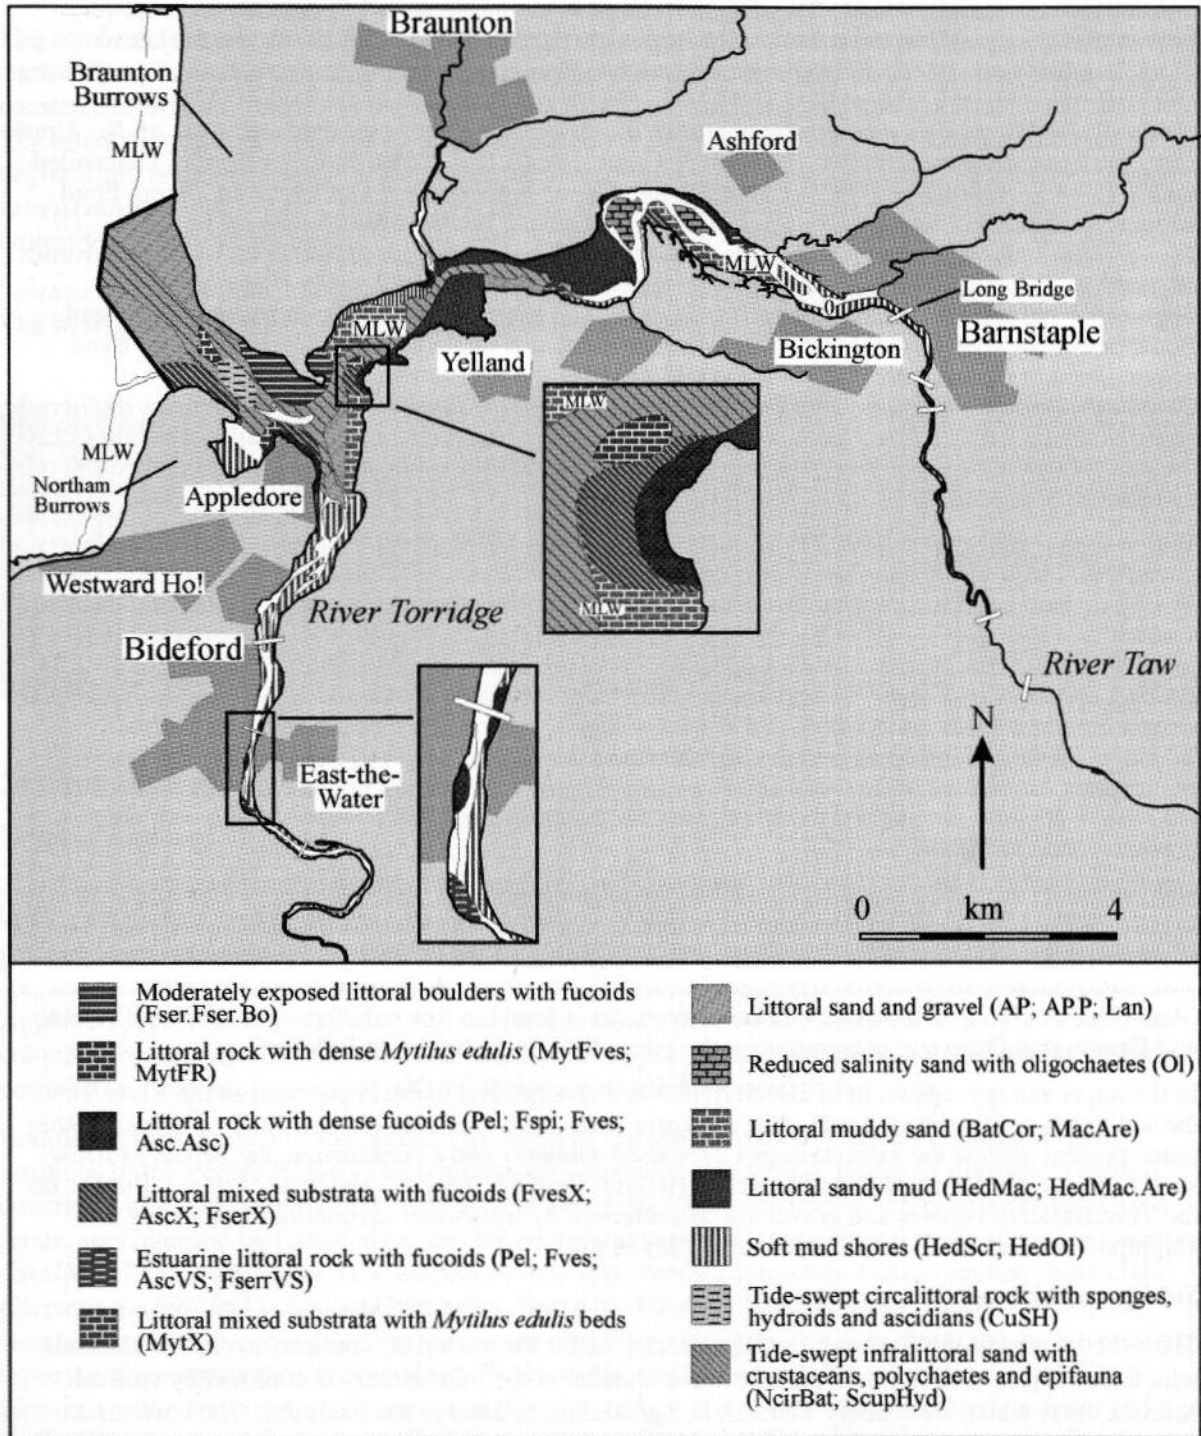 Braunton
Braunton
Burrows
MLW
Ashford
MLW
Long Bridge
MLW
Barnstaple
Yelland
Bickington
MLW
MLW
Northam
Burrows
Appledore
Westward Ho!
MLW
River Torridge
Bideford
River Taw
N
East-the-
Water
0 km 4
Moderately exposed littoral boulders with fucoids
(Fser.Fser.Bo)
Littoral rock with dense Mytilus edulis (MytFves;
MytFR)
Littoral rock with dense fucoids (Pel; Fspi; Fves;
Asc.Asc)
Littoral mixed substrata with fucoids (FvesX;
AscX; FserX)
Estuarine littoral rock with fucoids (Pel; Fves;
AscVS; FserrVS)
Littoral mixed substrata with Mytilus edulis beds
(MytX)
Littoral sand and gravel (AP; AP.P; Lan)
Reduced salinity sand with oligochaetes (Ol)
Littoral muddy sand (BatCor; MacAre)
Littoral sandy mud (HedMac; HedMac.Are)
Soft mud shores (HedScr; HedOl)
Tide-swept circalittoral rock with sponges,
hydroids and ascidians (CuSH)
Tide-swept infralittoral sand with
crustaceans, polychaetes and epifauna
(NcirBat; ScupHyd)